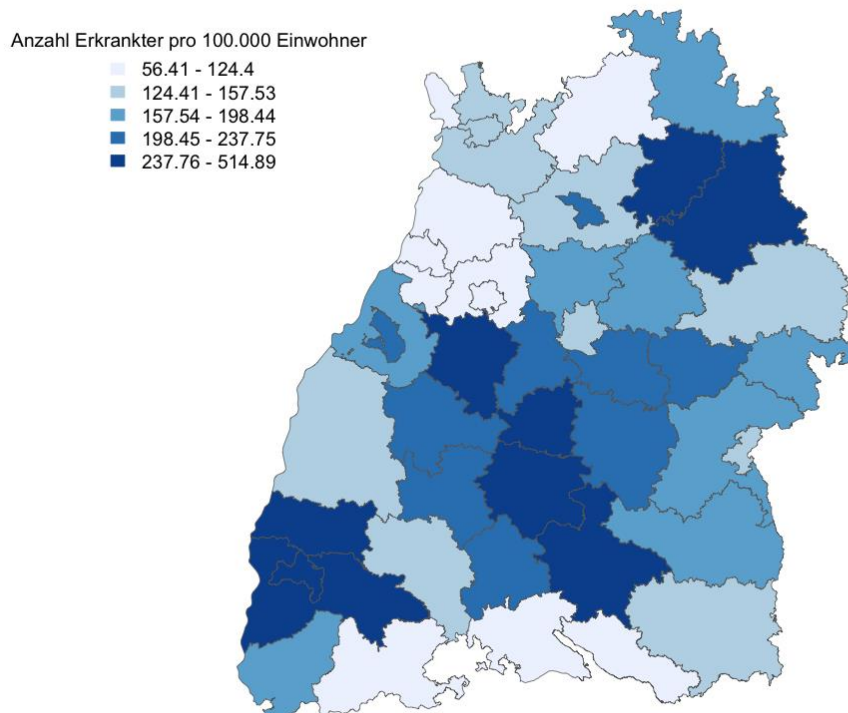 Anzahl Erkrankter pro 100.000 Einwohner
56.41 - 124.4
124.41 - 157.53
157.54 - 198.44
198.45 - 237.75
237.76 - 514.89